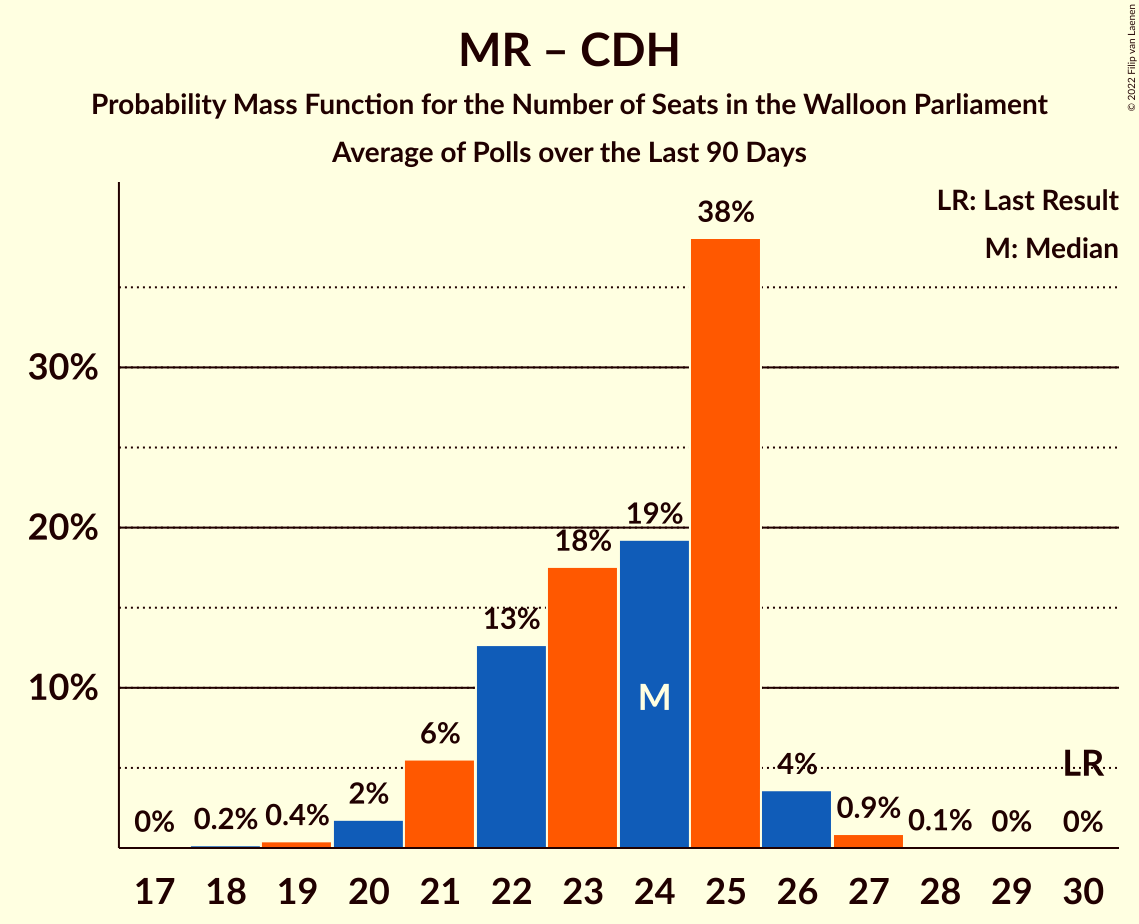 MR – CDH
Probability Mass Function for the Number of Seats in the Walloon Parliament
Average of Polls over the Last 90 Days
© 2022 Filip van Laenen
LR: Last Result
M: Median
30%
20%
10%
0%
0.2%
0.4%
2%
6%
13%
18%
19%
38%
4%
0.9%
0.1%
0%
0%
M
LR
17 18 19 20 21 22 23 24 25 26 27 28 29 30